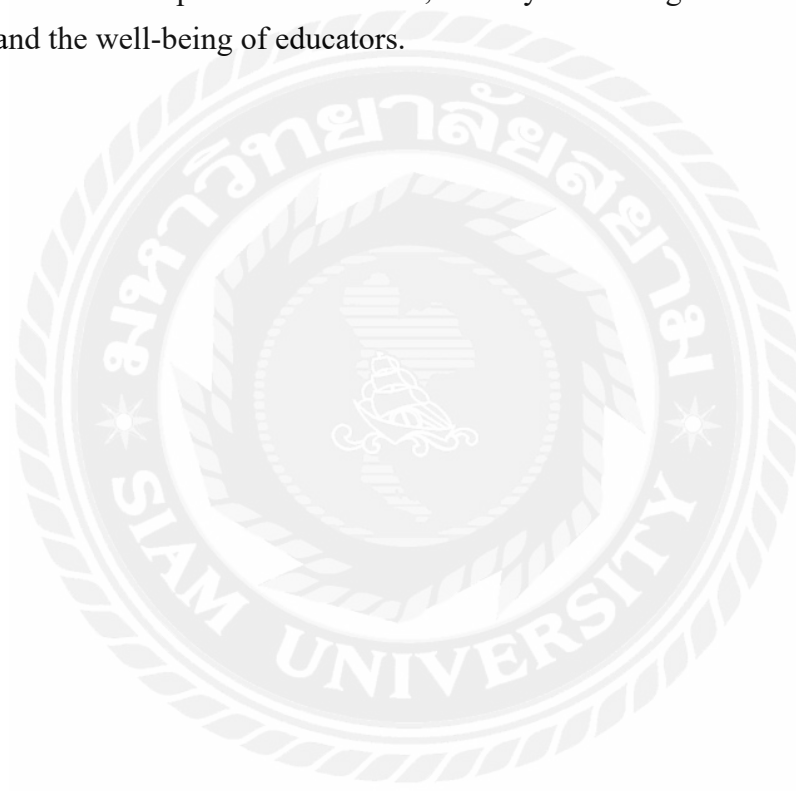 and the well-being of educators.
มหาวิทยาลัยสยาม
SIAM UNIVERSITY